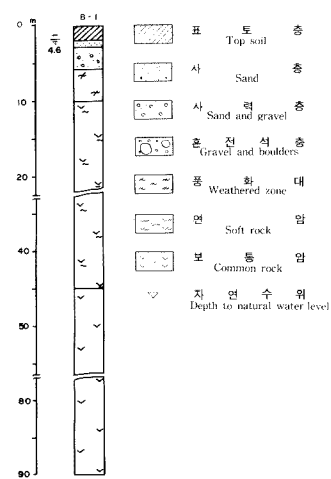 B-1
0 m
4.6
10
20
m
40
50
m
80
90
표 토 층
Top soil
사 층
Sand
사 력 층
Sand and gravel
혼 전 석 층
Gravel and boulders
풍 화 대
Weathered zone
연 암
Soft rock
보 통 암
Common rock
자 연 수 위
Depth to natural water level